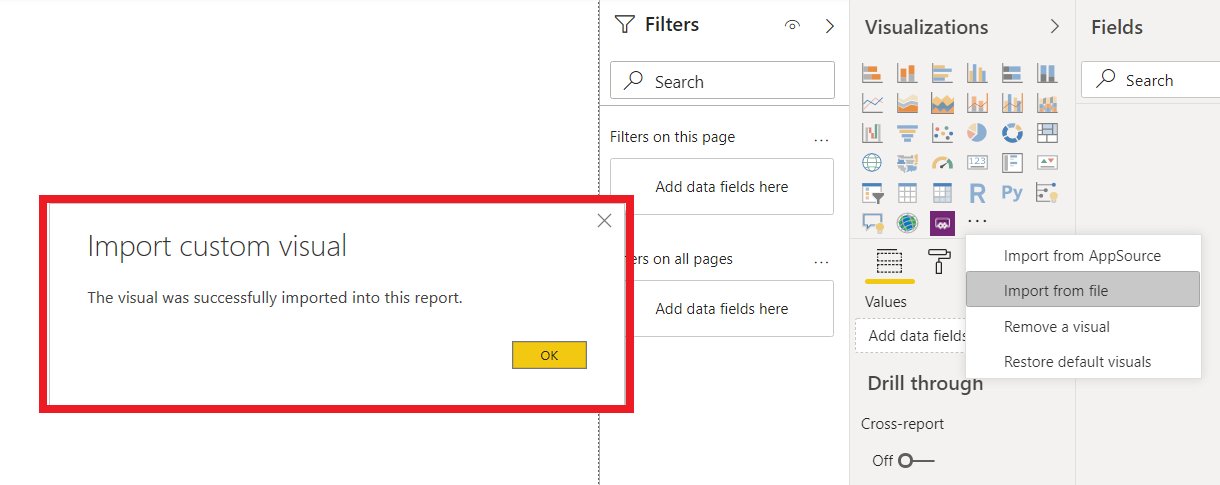 Import custom visual
The visual was successfully imported into this report.
OK
Filters
Search
Filters on this page
...
Add data fields here
ers on all pages
...
Add data fields here
Visualizations
123
R
Py
...
Import from AppSource
Import from file
Remove a visual
Restore default visuals
Values
Add data fields
Drill through
Cross-report
Off
Fields
Search